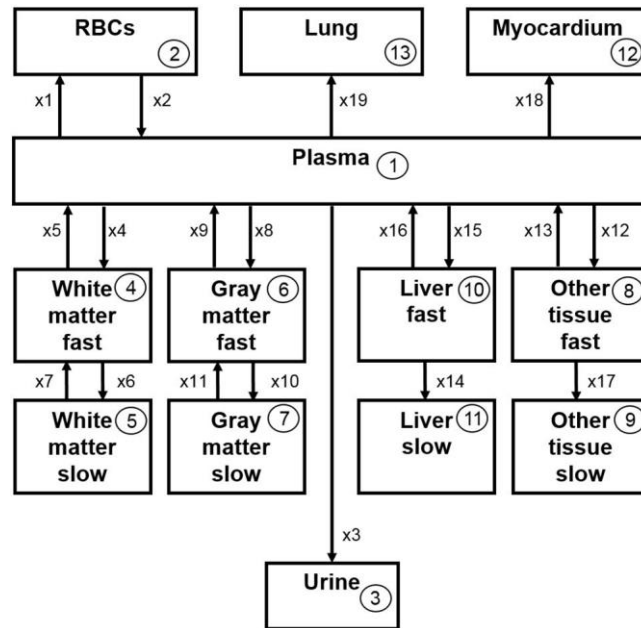 RBCs
2
Lung
13
Myocardium
12
x1
x2
x19
x18
Plasma
1
x5
x4
x9
x8
x16
x15
x13
x12
White
matter
fast
4
Gray
matter
fast
6
Liver
fast
10
Other
tissue
fast
8
x7
x6
x11
x10
x14
x17
White
matter
slow
5
Gray
matter
slow
7
Liver
slow
11
Other
tissue
slow
9
x3
Urine
3